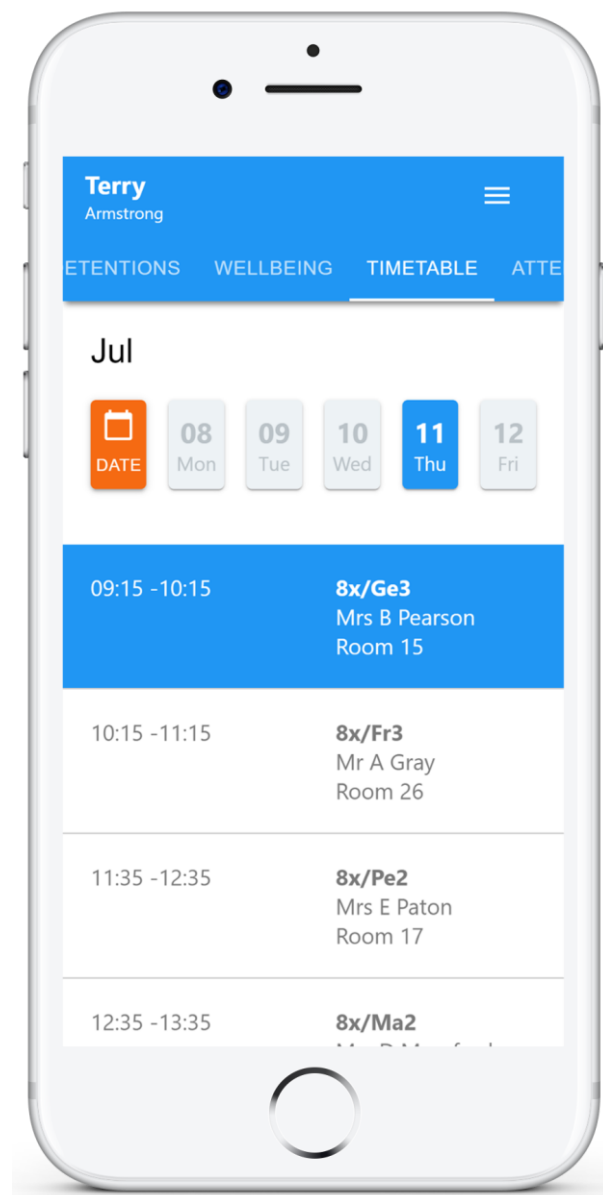 Terry
Armstrong
ETENTIONS WELLBEING TIMETABLE ATTE
Jul
DATE 08 Mon 09 Tue 10 Wed 11 Thu 12 Fri
09:15 -10:15 8x/Ge3
Mrs B Pearson
Room 15
10:15 -11:15 8x/Fr3
Mr A Gray
Room 26
11:35 -12:35 8x/Pe2
Mrs E Paton
Room 17
12:35 -13:35 8x/Ma2